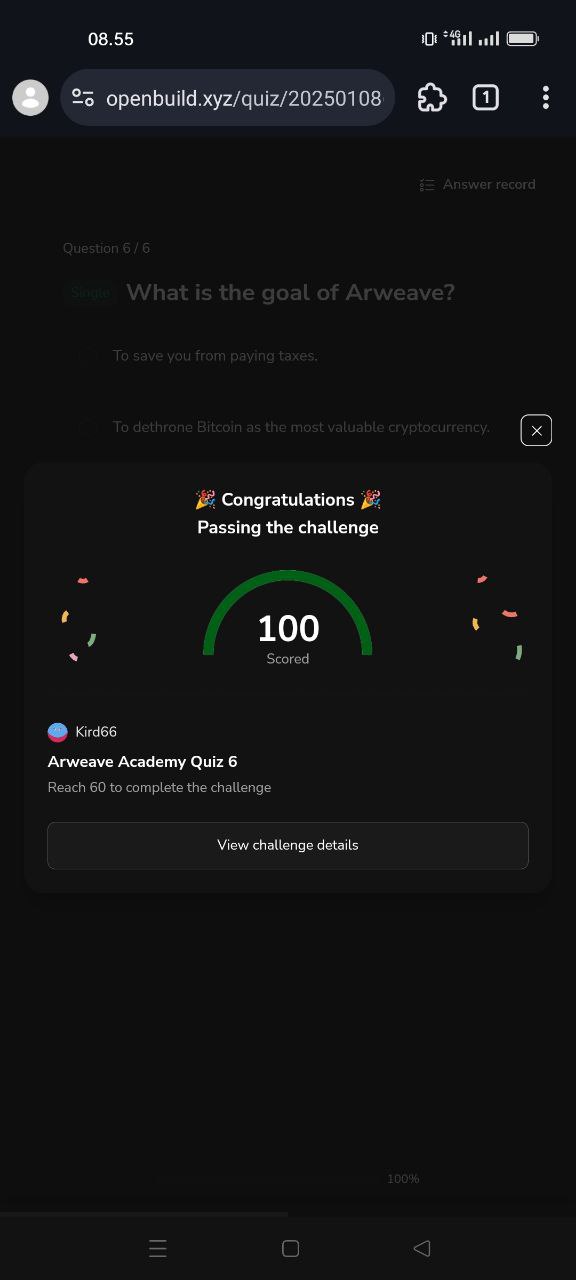 08.55
4G
openbuild.xyz/quiz/20250108
1
Answer record
Question 6 / 6
Single What is the goal of Arweave?
To save you from paying taxes.
To dethrone Bitcoin as the most valuable cryptocurrency.
🎉 Congratulations 🎉
Passing the challenge
100
Scored
Kird66
Arweave Academy Quiz 6
Reach 60 to complete the challenge
View challenge details
100%